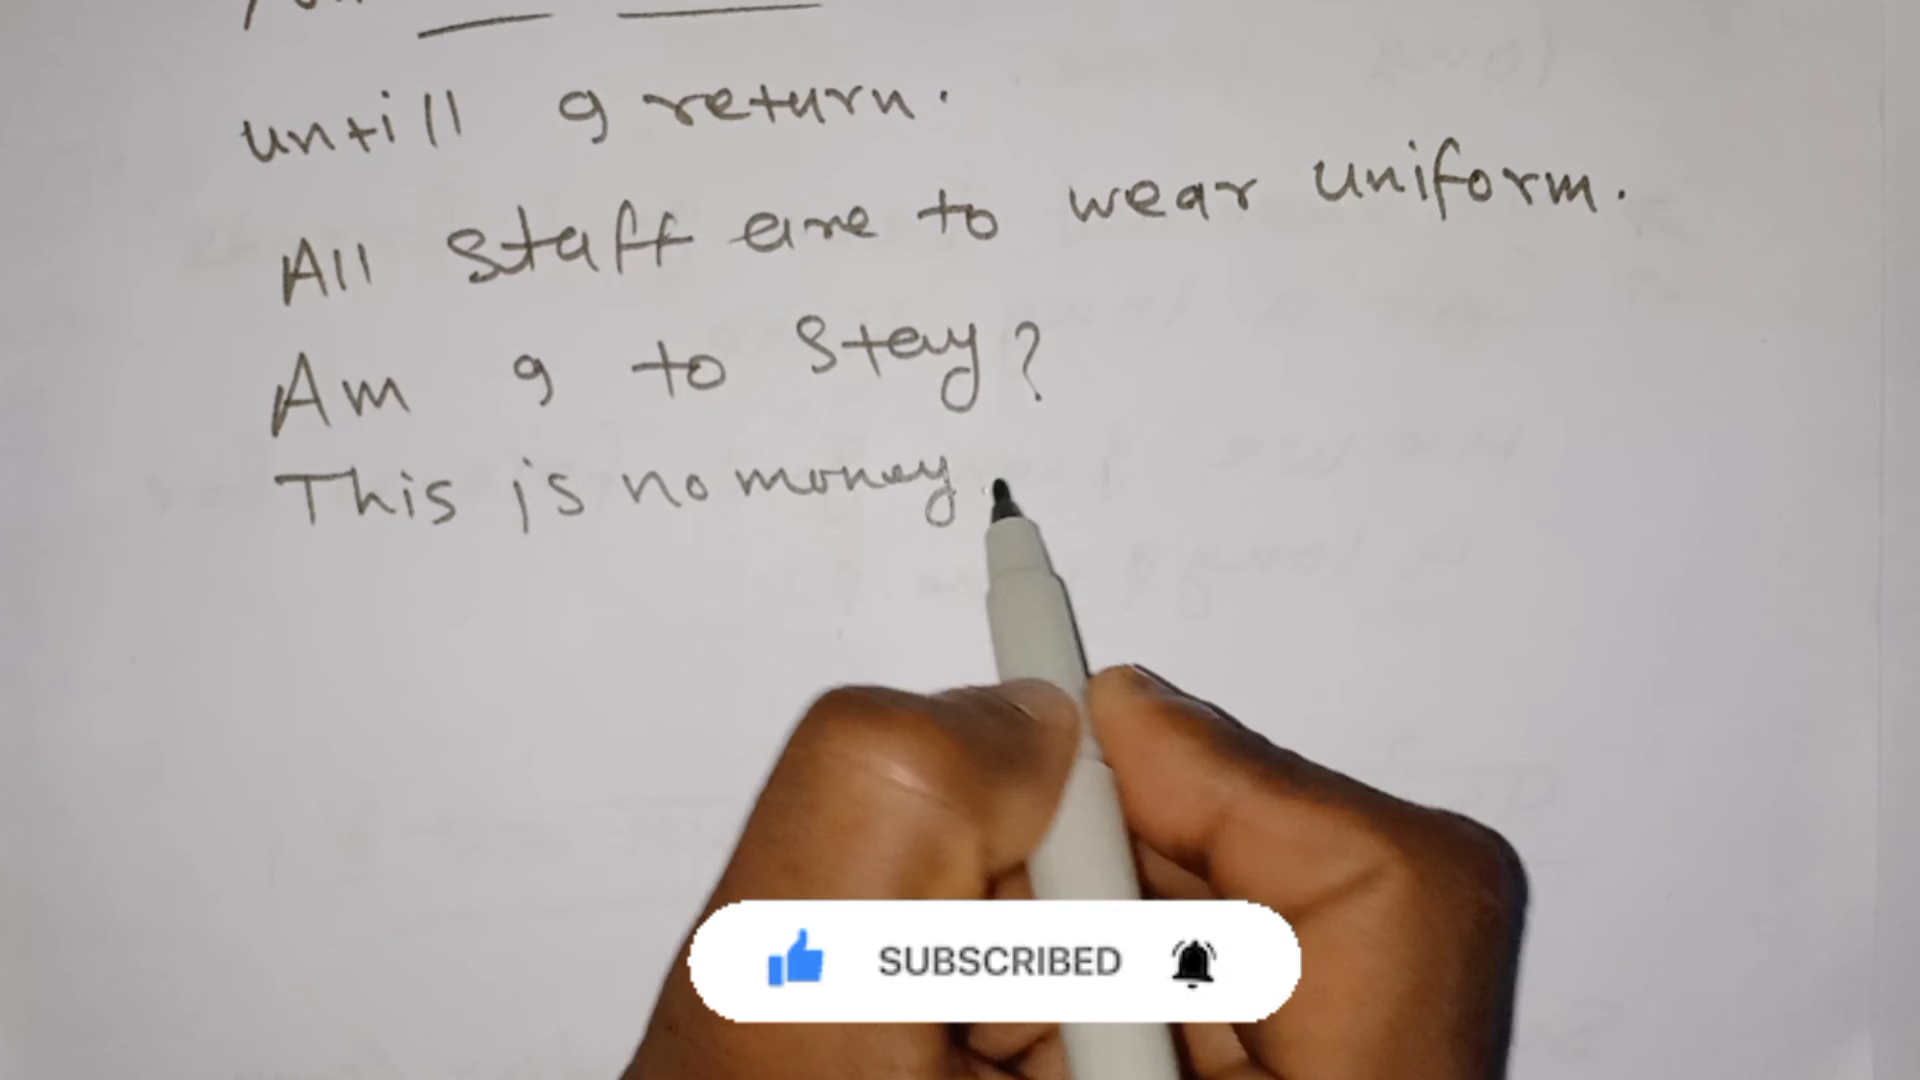 untill I return.
All staff are to wear uniform.
Am I to stay?
This is no money
SUBSCRIBED